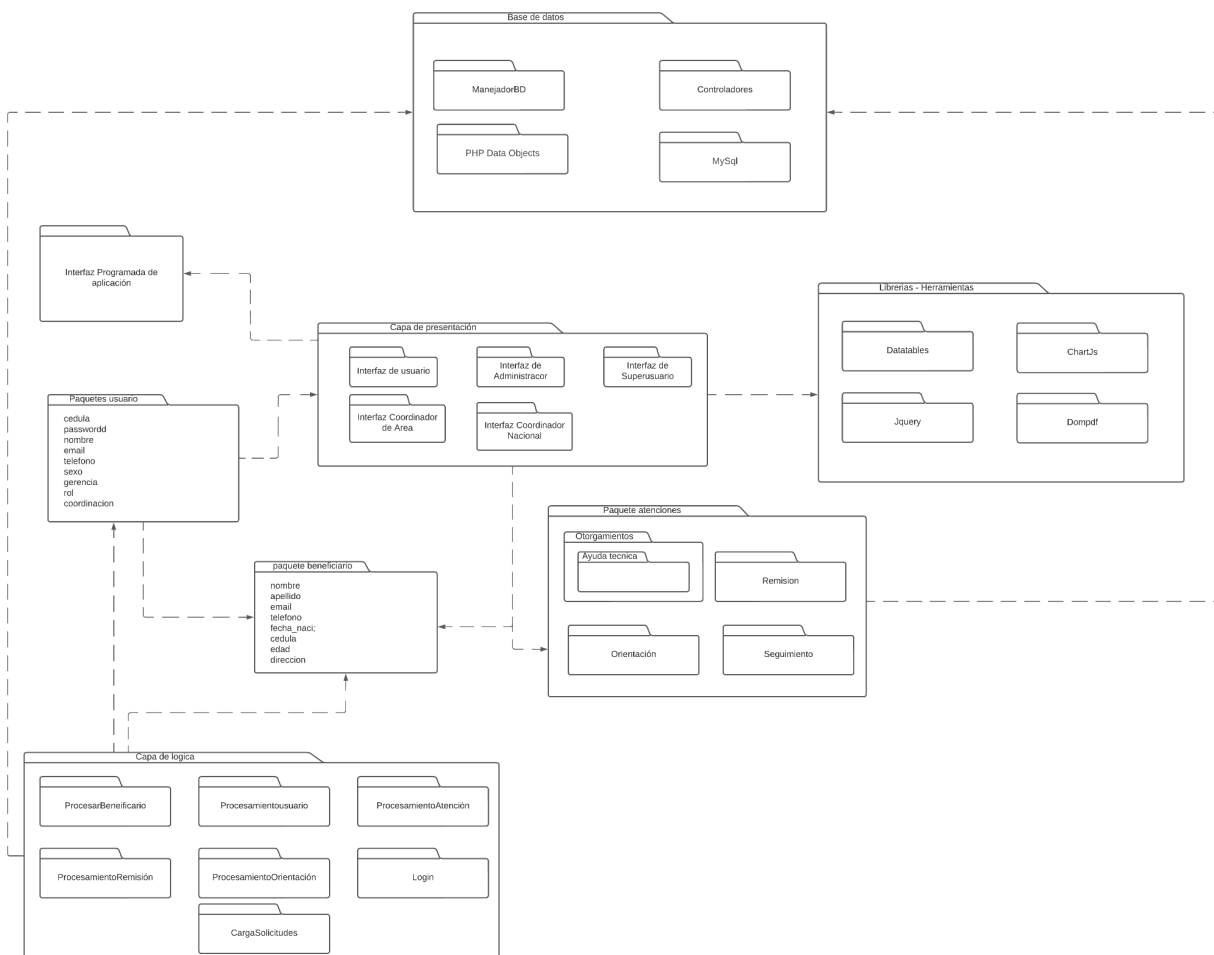 Base de datos
ManejadorBD
Controladores
PHP Data Objects
MySql
Interfaz Programada de
aplicación
Librerias - Herramientas
Datatables
ChartJs
Jquery
Dompdf
Capa de presentación
Interfaz de usuario
Interfaz de
Administracor
Interfaz de
Superusuario
Interfaz Coordinador
de Area
Interfaz Coordinador
Nacional
Paquetes usuario
cedula
passwordd
nombre
email
telefono
sexo
gerencia
rol
coordinacion
Paquete atenciones
Otorgamientos
Ayuda tecnica
Remision
Orientación
Seguimiento
paquete beneficiario
nombre
apellido
email
telefono
fecha_naci;
cedula
edad
direccion
Capa de logica
ProcesarBeneificario
Procesamientousuario
ProcesamientoAtención
ProcesamientoRemisión
ProcesamientoOrientación
Login
CargaSolicitudes